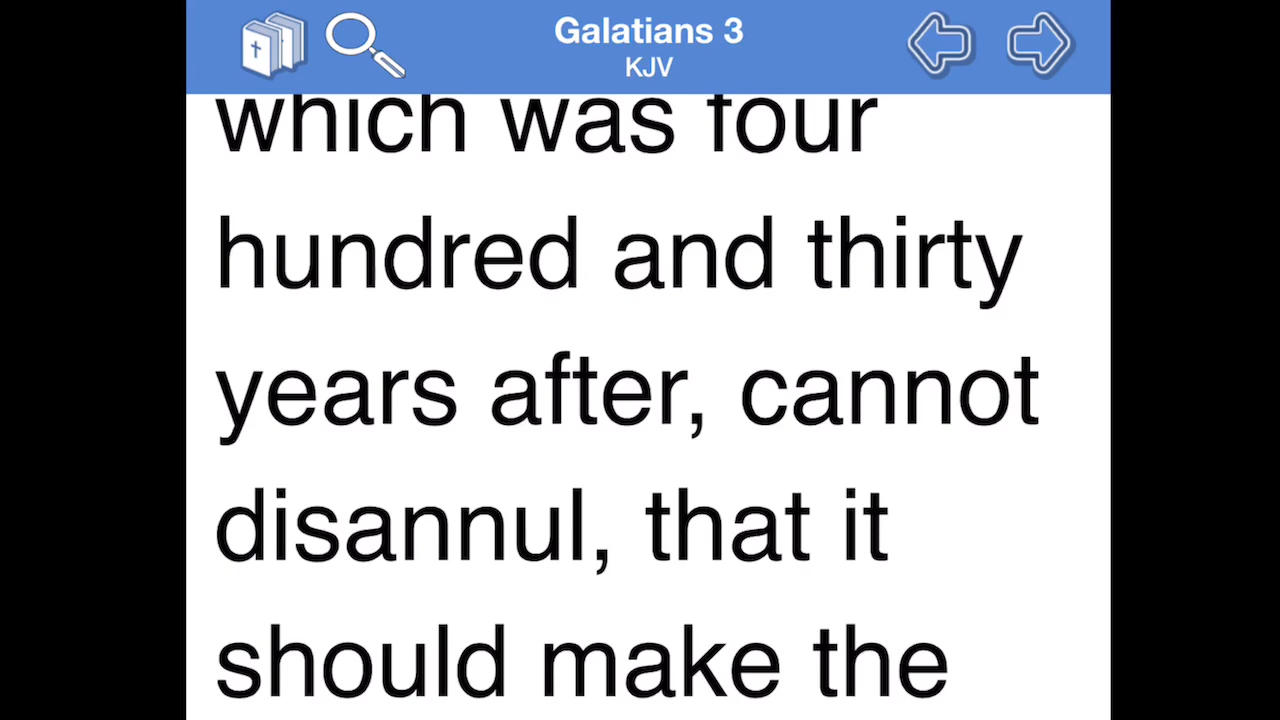 Galatians 3
KJV
which was four
hundred and thirty
years after, cannot
disannul, that it
should make the